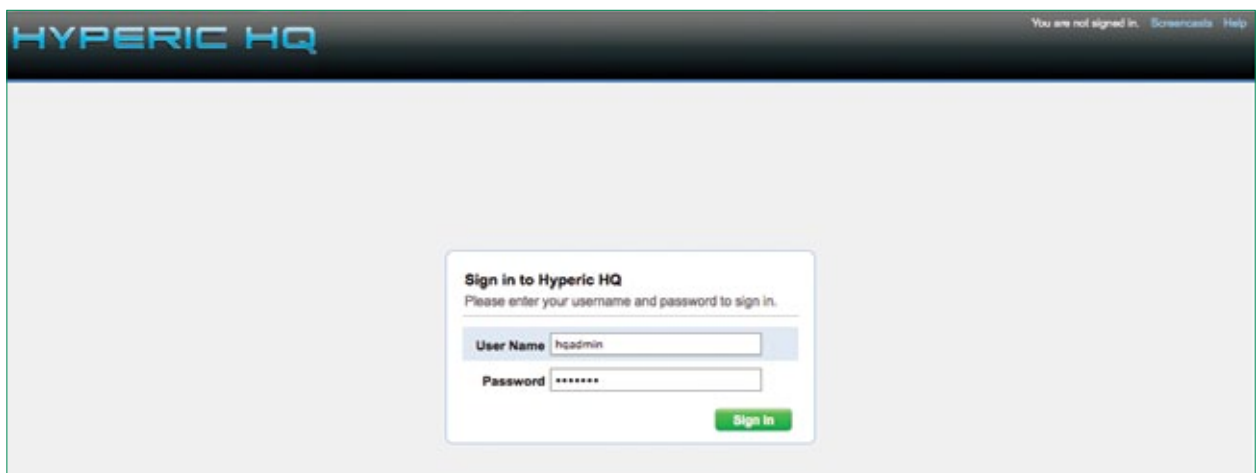 HYPERIC HQ
You are not signed in. Screencasts Help
Sign in to Hyperic HQ
Please enter your username and password to sign in.
User Name hqadmin
Password •••••••
Sign In